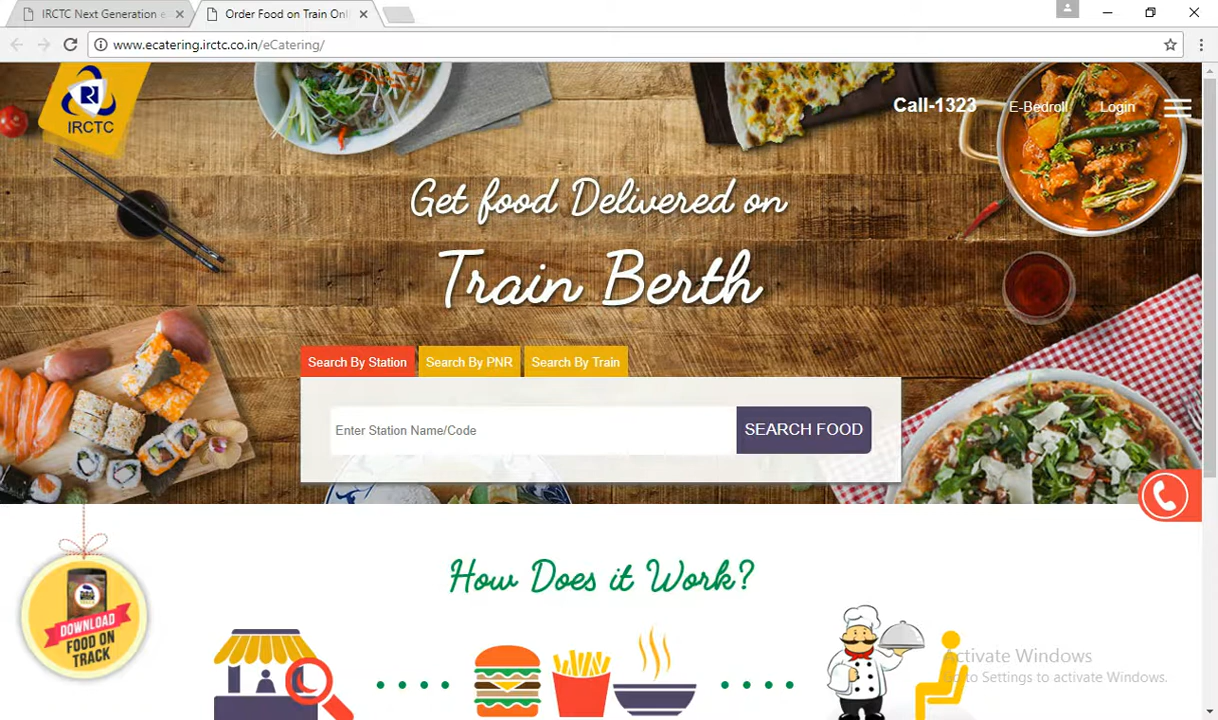 IRCTC Next Generation e
Order Food on Train Onl
www.ecatering.irctc.co.in/eCatering/
IRCTC
Call-1323
E-Bedroll
Login
Get food Delivered on
Train Berth
Search By Station
Search By PNR
Search By Train
Enter Station Name/Code
SEARCH FOOD
How Does it Work?
DOWNLOAD
FOOD ON
TRACK
Activate Windows
Go to Settings to activate Windows.